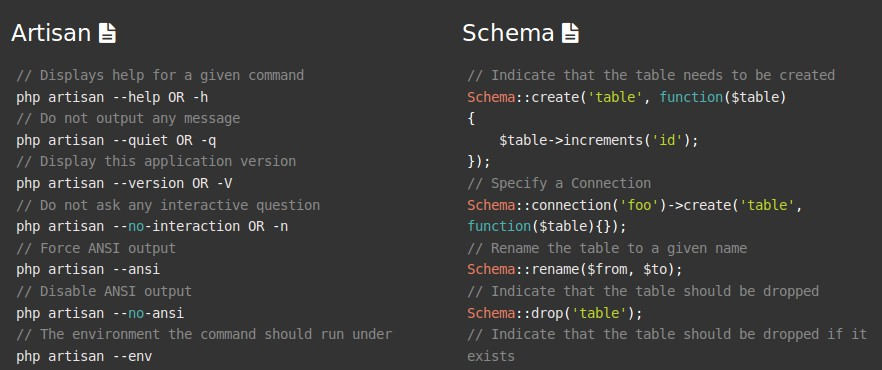 Artisan
// Displays help for a given command
php artisan --help OR -h
// Do not output any message
php artisan --quiet OR -q
// Display this application version
php artisan --version OR -V
// Do not ask any interactive question
php artisan --no-interaction OR -n
// Force ANSI output
php artisan --ansi
// Disable ANSI output
php artisan --no-ansi
// The environment the command should run under
php artisan --env
Schema
// Indicate that the table needs to be created
Schema::create('table', function($table)
{
    $table->increments('id');
});
// Specify a Connection
Schema::connection('foo')->create('table',
function($table){});
// Rename the table to a given name
Schema::rename($from, $to);
// Indicate that the table should be dropped
Schema::drop('table');
// Indicate that the table should be dropped if it
exists